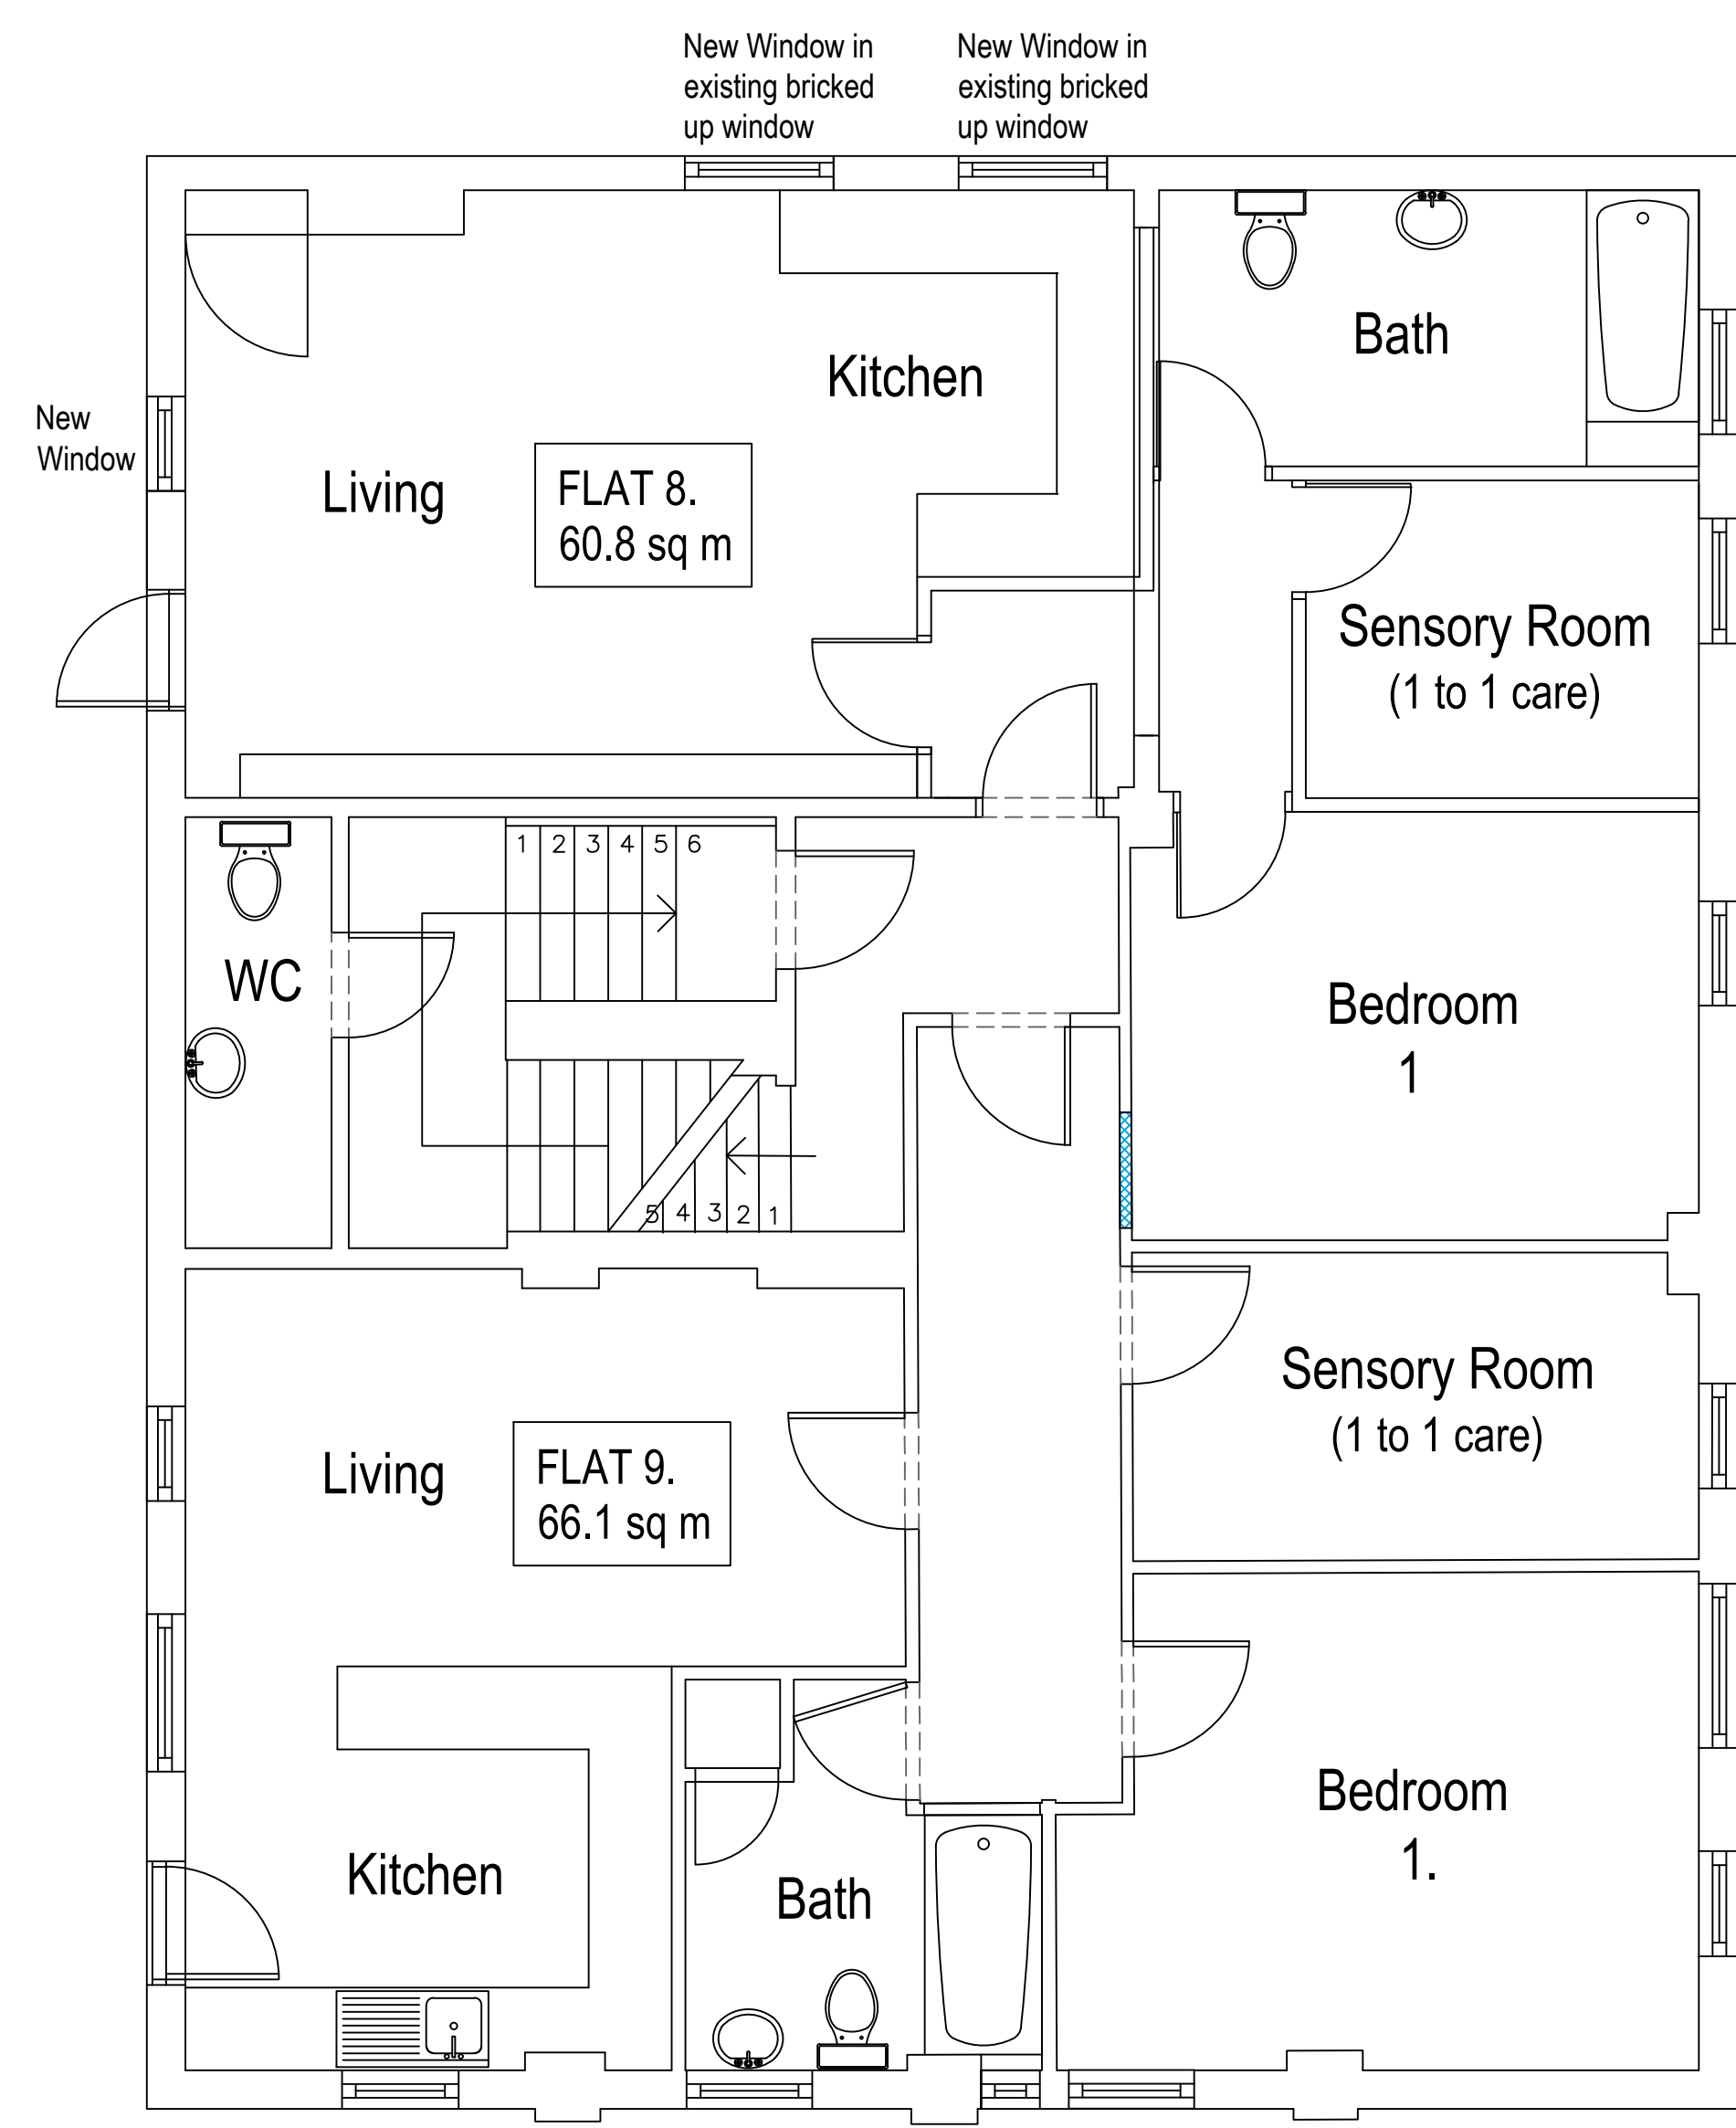 New Window in
existing bricked
up window
New Window in
existing bricked
up window
New
Window
Kitchen
Living
FLAT 8.
60.8 sq m
Bath
Sensory Room
(1 to 1 care)
1 2 3 4 5 6
WC
Bedroom
1
5 4 3 2 1
Sensory Room
(1 to 1 care)
Living
FLAT 9.
66.1 sq m
Kitchen
Bath
Bedroom
1.